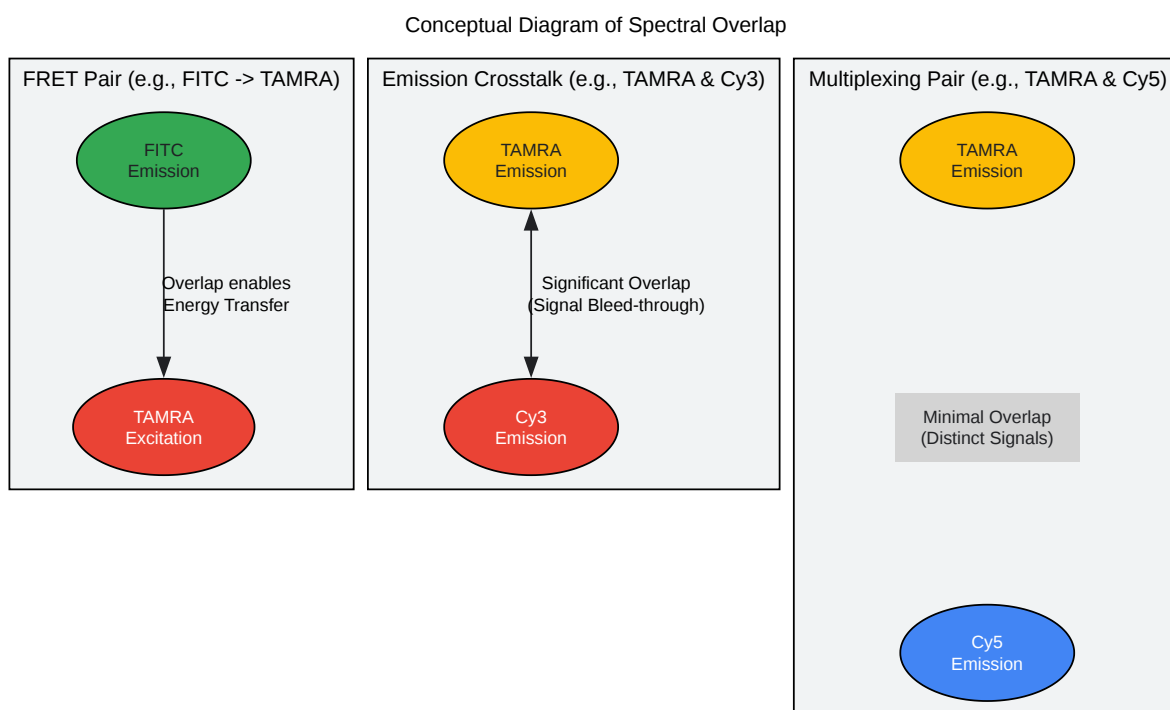 Conceptual Diagram of Spectral Overlap
FRET Pair (e.g., FITC -> TAMRA)
FITC
Emission
Overlap enables
Energy Transfer
TAMRA
Excitation
Emission Crosstalk (e.g., TAMRA & Cy3)
TAMRA
Emission
Significant Overlap
(Signal Bleed-through)
Cy3
Emission
Multiplexing Pair (e.g., TAMRA & Cy5)
TAMRA
Emission
Minimal Overlap
(Distinct Signals)
Cy5
Emission